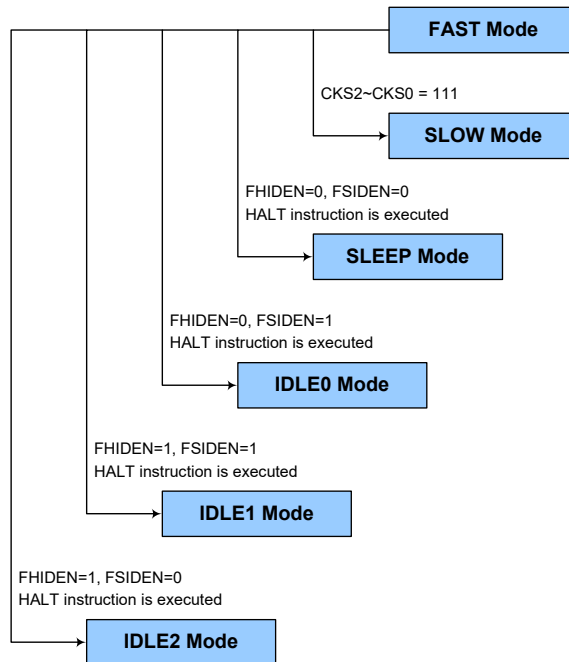 FAST Mode
CKS2~CKS0 = 111
SLOW Mode
FHIDEN=0, FSIDEN=0
HALT instruction is executed
SLEEP Mode
FHIDEN=0, FSIDEN=1
HALT instruction is executed
IDLE0 Mode
FHIDEN=1, FSIDEN=1
HALT instruction is executed
IDLE1 Mode
FHIDEN=1, FSIDEN=0
HALT instruction is executed
IDLE2 Mode